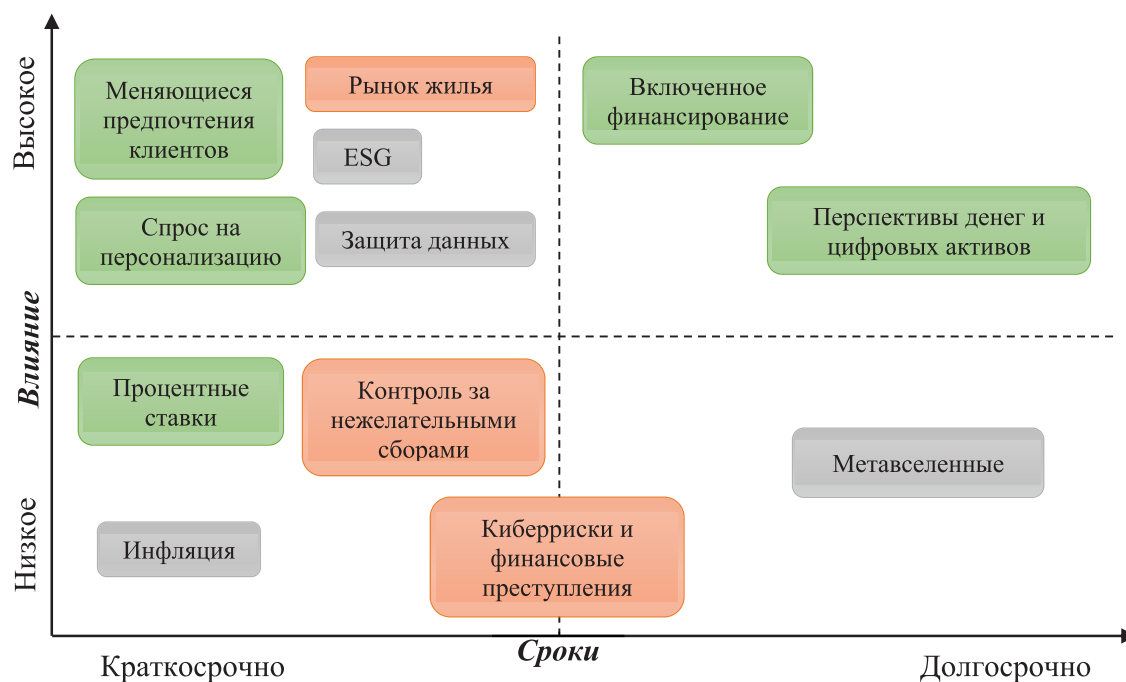 Высокое
Влияние
Низкое
Меняющиеся
предпочтения
клиентов
Рынок жилья
ESG
Спрос на
персонализацию
Защита данных
Включенное
финансирование
Перспективы денег и
цифровых активов
Процентные
ставки
Контроль за
нежелательными
сборами
Инфляция
Киберриски и
финансовые
преступления
Метавселенные
Краткосрочно
Сроки
Долгосрочно